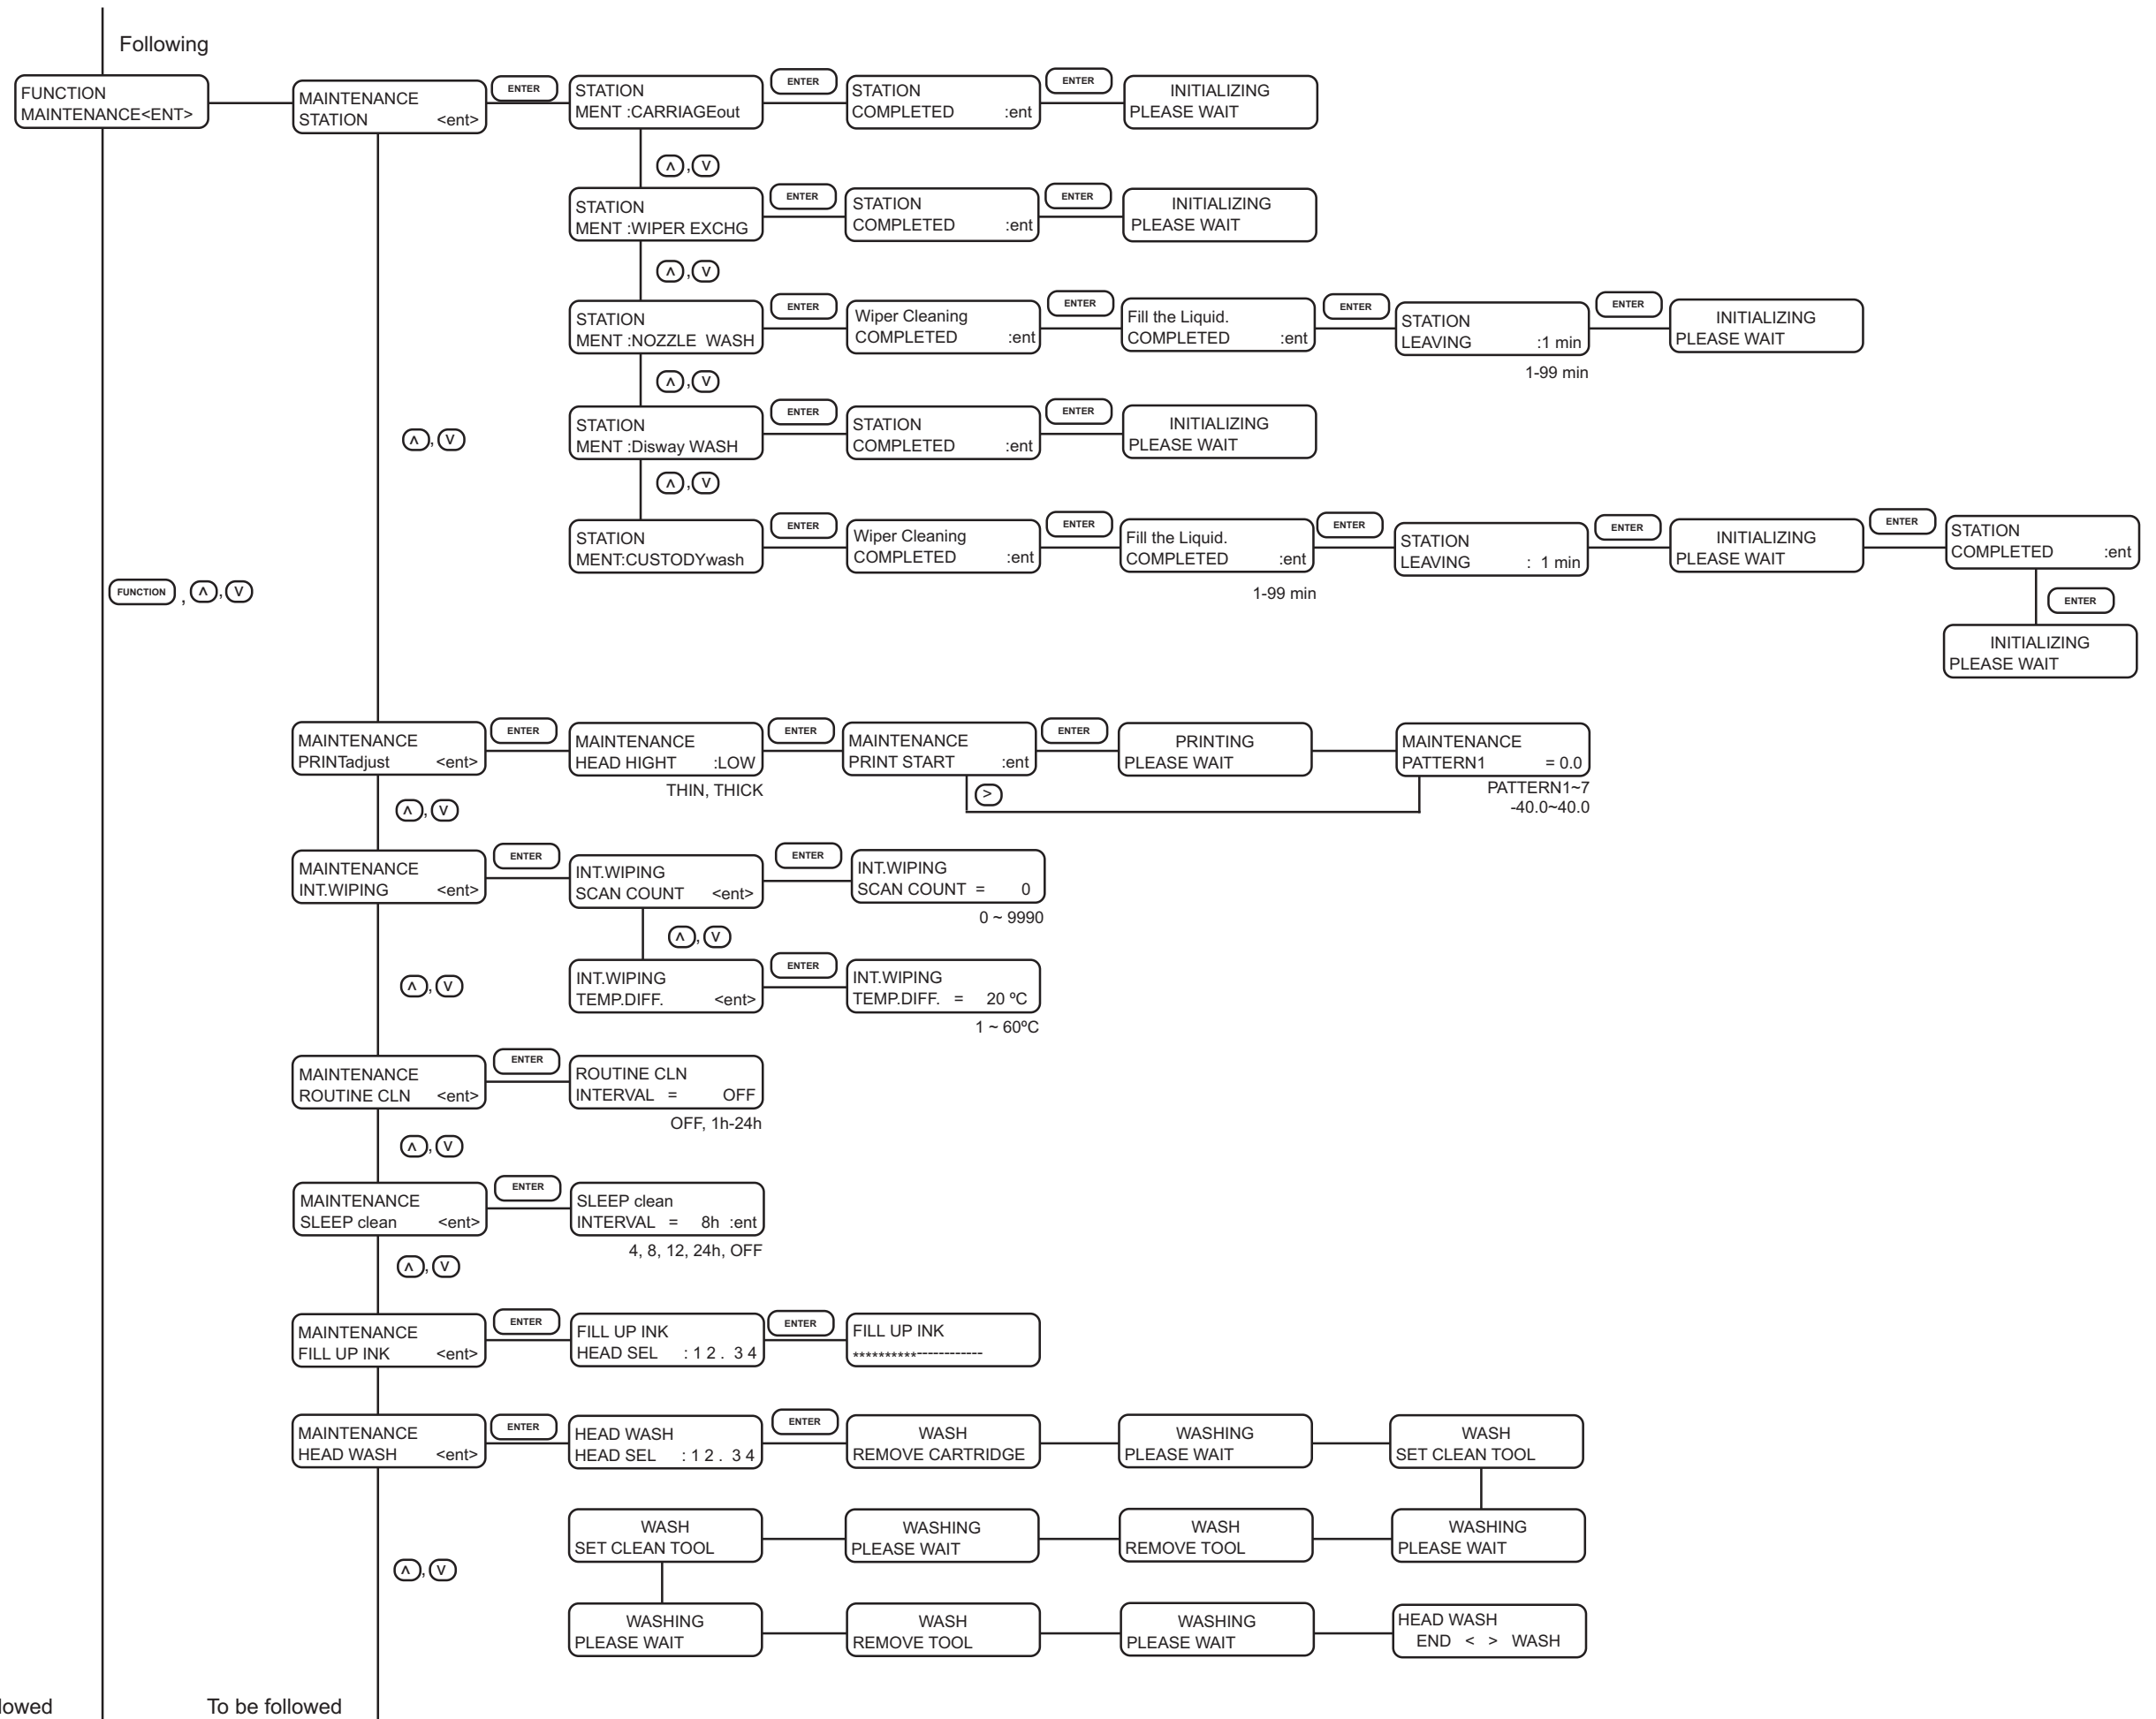 Following
FUNCTION
MAINTENANCE<ENT>
MAINTENANCE
STATION <ent>
ENTER
STATION
MENT :CARRIAGEout
ENTER
STATION
COMPLETED :ent
ENTER
INITIALIZING
PLEASE WAIT
∧, V
STATION
MENT :WIPER EXCHG
ENTER
STATION
COMPLETED :ent
ENTER
INITIALIZING
PLEASE WAIT
∧, V
STATION
MENT :NOZZLE WASH
ENTER
Wiper Cleaning
COMPLETED :ent
ENTER
Fill the Liquid.
COMPLETED :ent
ENTER
STATION
LEAVING :1 min
1-99 min
ENTER
INITIALIZING
PLEASE WAIT
∧, V
∧, V
STATION
MENT :Disway WASH
ENTER
STATION
COMPLETED :ent
ENTER
INITIALIZING
PLEASE WAIT
∧, V
STATION
MENT:CUSTODYwash
ENTER
Wiper Cleaning
COMPLETED :ent
ENTER
Fill the Liquid.
COMPLETED :ent
1-99 min
ENTER
STATION
LEAVING : 1 min
ENTER
INITIALIZING
PLEASE WAIT
ENTER
STATION
COMPLETED :ent
ENTER
INITIALIZING
PLEASE WAIT
FUNCTION , ∧, V
MAINTENANCE
PRINTadjust <ent>
ENTER
MAINTENANCE
HEAD HIGHT :LOW
THIN, THICK
ENTER
MAINTENANCE
PRINT START :ent
ENTER
PRINTING
PLEASE WAIT
MAINTENANCE
PATTERN1 = 0.0
PATTERN1~7
-40.0~40.0
>
∧, V
MAINTENANCE
INT.WIPING <ent>
ENTER
INT.WIPING
SCAN COUNT <ent>
ENTER
INT.WIPING
SCAN COUNT = 0
0 ~ 9990
∧, V
INT.WIPING
TEMP.DIFF. <ent>
ENTER
INT.WIPING
TEMP.DIFF. = 20 ºC
1 ~ 60ºC
∧, V
MAINTENANCE
ROUTINE CLN <ent>
ENTER
ROUTINE CLN
INTERVAL = OFF
OFF, 1h-24h
∧, V
MAINTENANCE
SLEEP clean <ent>
ENTER
SLEEP clean
INTERVAL = 8h :ent
4, 8, 12, 24h, OFF
∧, V
MAINTENANCE
FILL UP INK <ent>
ENTER
FILL UP INK
HEAD SEL : 1 2 . 3 4
ENTER
FILL UP INK
**********------------
MAINTENANCE
HEAD WASH <ent>
ENTER
HEAD WASH
HEAD SEL : 1 2 . 3 4
ENTER
WASH
REMOVE CARTRIDGE
WASHING
PLEASE WAIT
WASH
SET CLEAN TOOL
WASHING
PLEASE WAIT
WASH
REMOVE TOOL
WASHING
PLEASE WAIT
WASH
SET CLEAN TOOL
∧, V
WASHING
PLEASE WAIT
WASH
REMOVE TOOL
WASHING
PLEASE WAIT
HEAD WASH
END < > WASH
lowed
To be followed